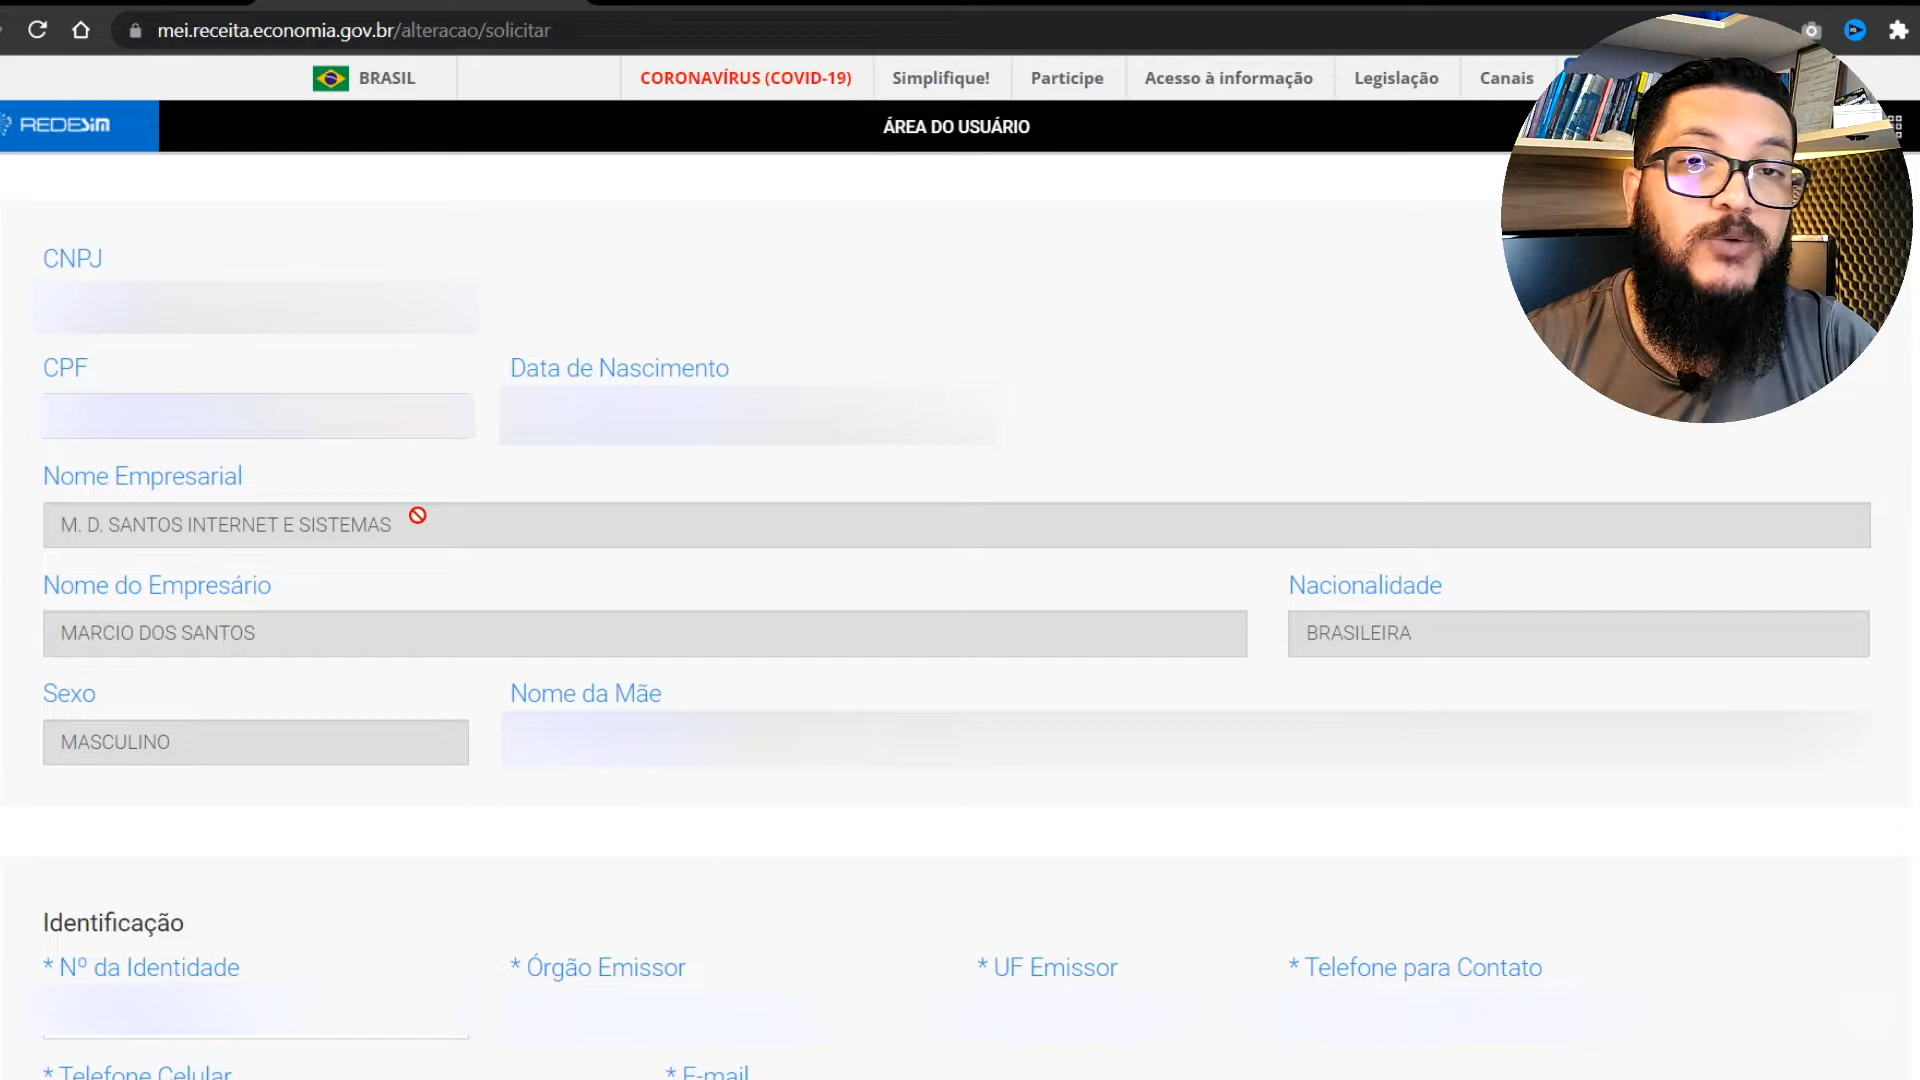 mei.receita.economia.gov.br/alteracao/solicitar
BRASIL
CORONAVÍRUS (COVID-19)
Simplifique!
Participe
Acesso à informação
Legislação
Canais
REDESIM
ÁREA DO USUÁRIO
CNPJ
CPF
Data de Nascimento
Nome Empresarial
M. D. SANTOS INTERNET E SISTEMAS
Nome do Empresário
Nacionalidade
MARCIO DOS SANTOS
BRASILEIRA
Sexo
Nome da Mãe
MASCULINO
Identificação
* Nº da Identidade
* Órgão Emissor
* UF Emissor
* Telefone para Contato
* Telefone Celular
* E-mail